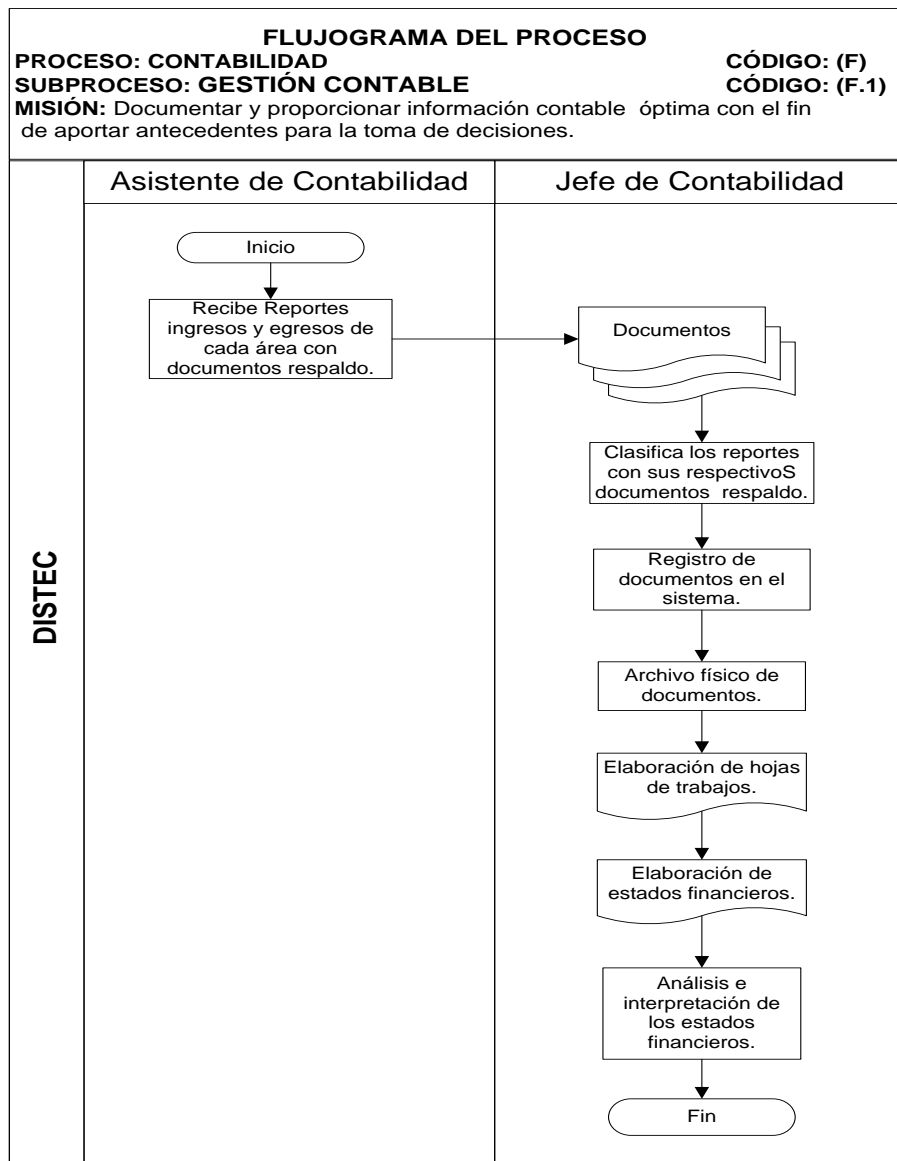 FLUJOGRAMA DEL PROCESO
PROCESO: CONTABILIDAD CÓDIGO: (F)
SUBPROCESO: GESTIÓN CONTABLE CÓDIGO: (F.1)
MISIÓN: Documentar y proporcionar información contable óptima con el fin
de aportar antecedentes para la toma de decisiones.
DISTEC
Asistente de Contabilidad
Jefe de Contabilidad
Inicio
Recibe Reportes
ingresos y egresos de
cada área con
documentos respaldo.
Documentos
Clasifica los reportes
con sus respectivoS
documentos respaldo.
Registro de
documentos en el
sistema.
Archivo físico de
documentos.
Elaboración de hojas
de trabajos.
Elaboración de
estados financieros.
Análisis e
interpretación de
los estados
financieros.
Fin